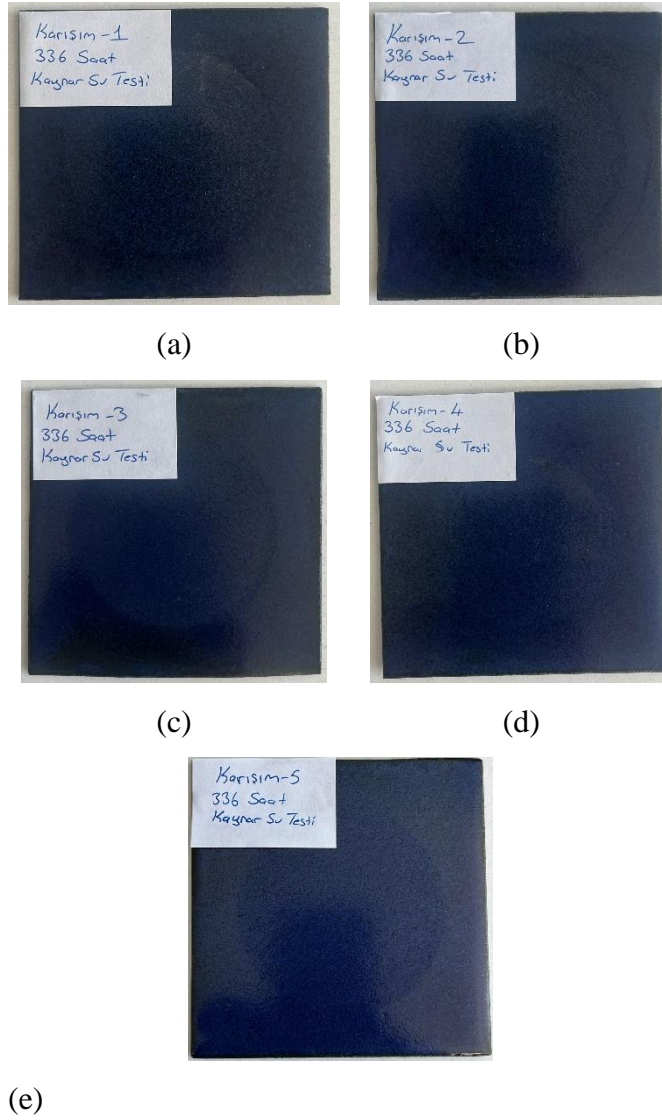 Karışım-1
336 Saat
Kaynar Su Testi
Karışım-2
336 Saat
Kaynar Su Testi
(a)
(b)
Karışım-3
336 Saat
Kaynar Su Testi
Karışım-4
336 Saat
Kaynar Su Testi
(c)
(d)
Karışım-5
336 Saat
Kaynar Su Testi
(e)